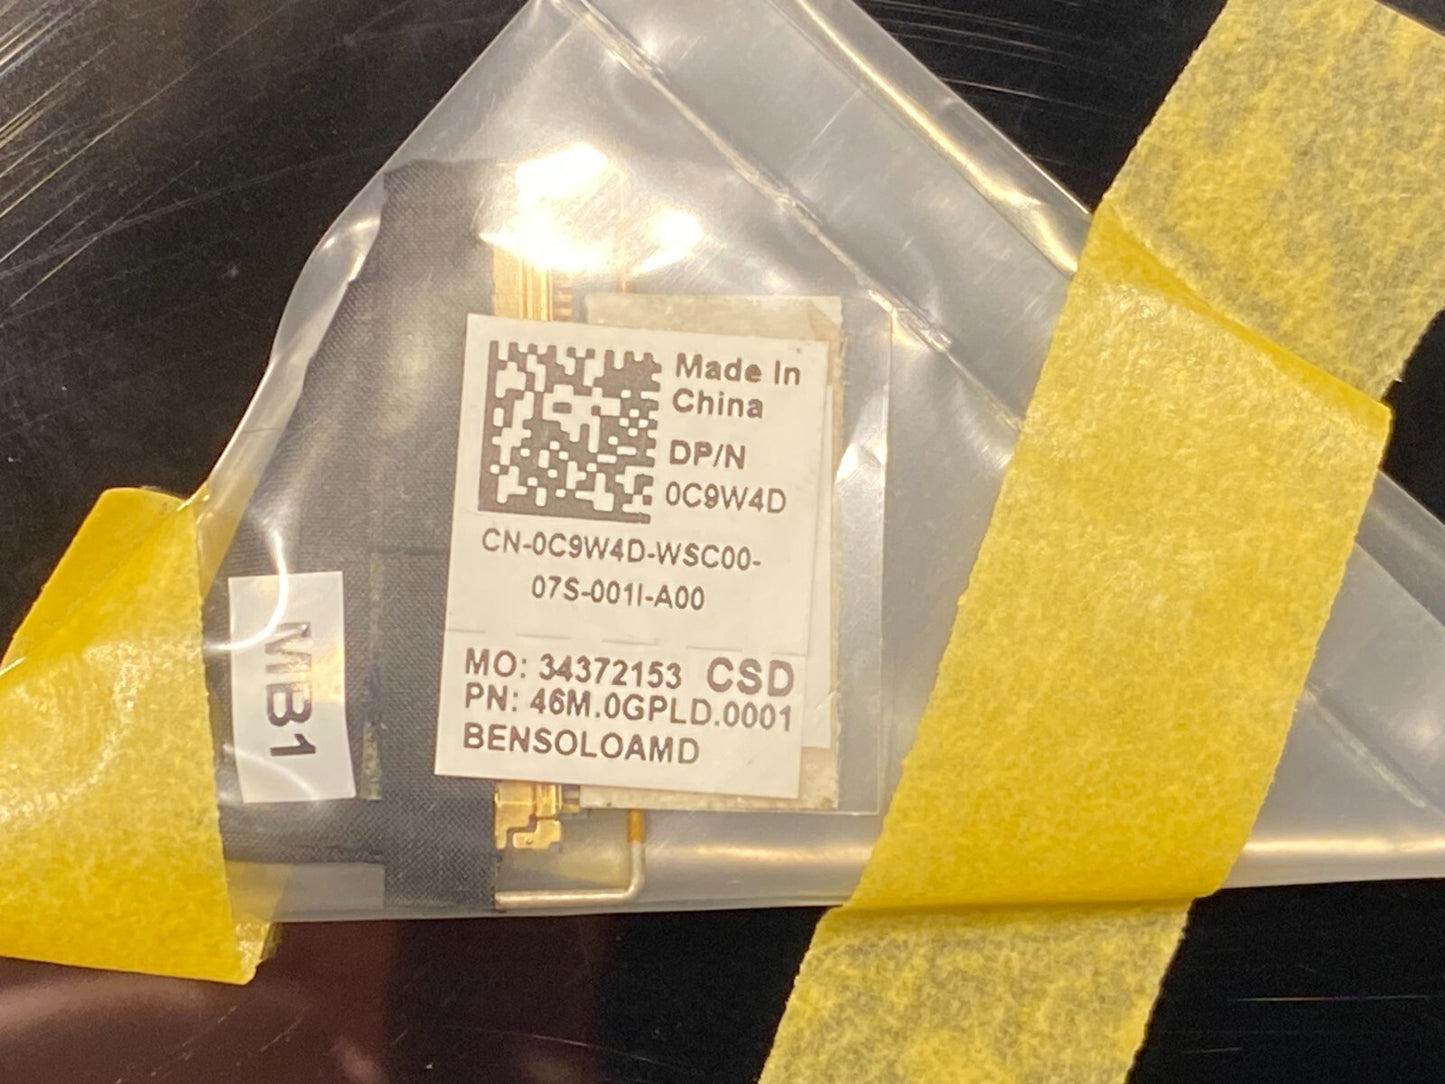 Made In
China
DP/N
0C9W4D
CN-0C9W4D-WSC00-
07S-001I-A00
MO: 34372153 CSD
PN: 46M.0GPLD.0001
BENSOLOAMD
MB1